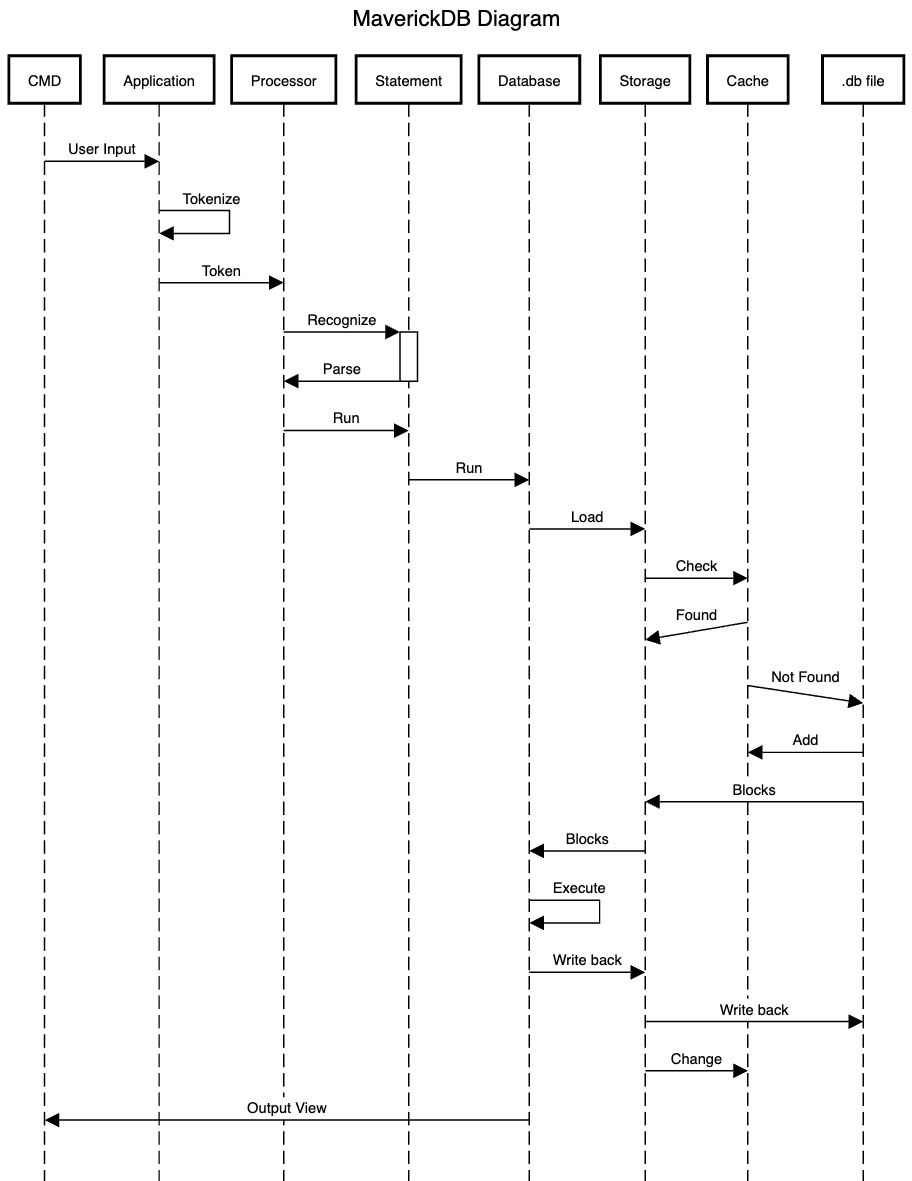 MaverickDB Diagram
CMD
Application
Processor
Statement
Database
Storage
Cache
.db file
User Input
Tokenize
Token
Recognize
Parse
Run
Run
Load
Check
Found
Not Found
Add
Blocks
Blocks
Execute
Write back
Write back
Change
Output View